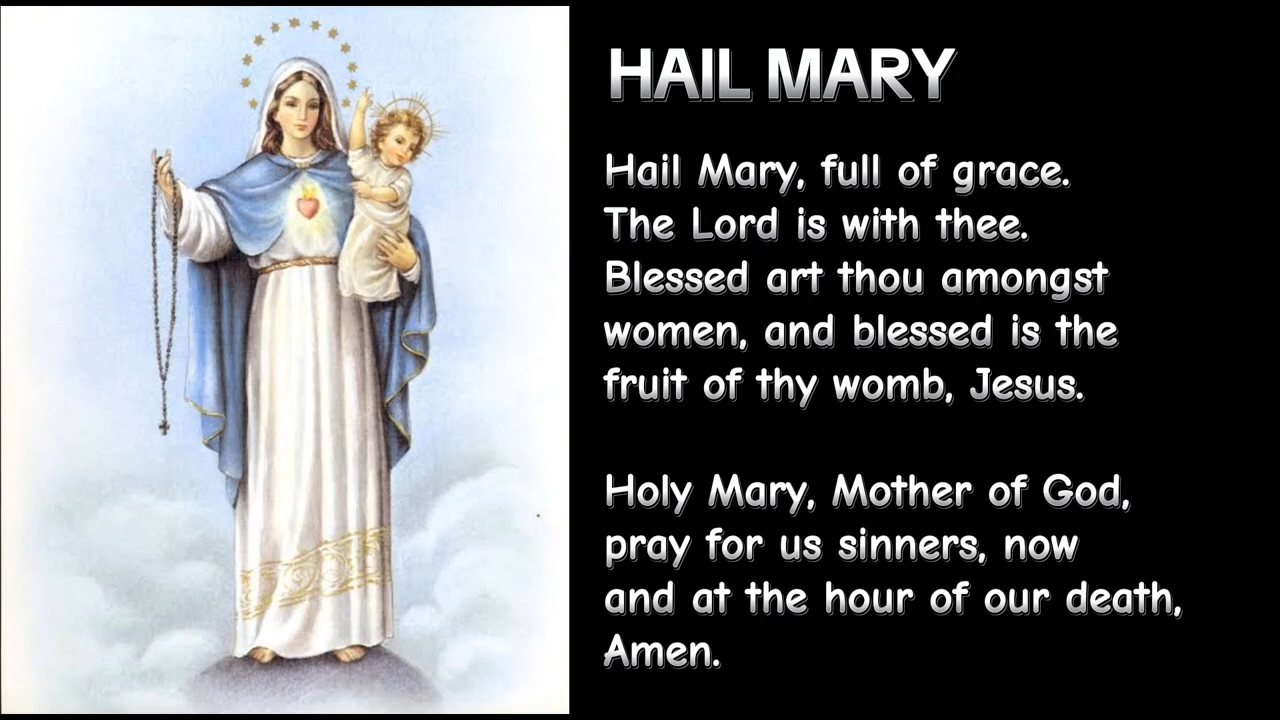 HAIL MARY
Hail Mary, full of grace.
The Lord is with thee.
Blessed art thou amongst
women, and blessed is the
fruit of thy womb, Jesus.
Holy Mary, Mother of God,
pray for us sinners, now
and at the hour of our death,
Amen.